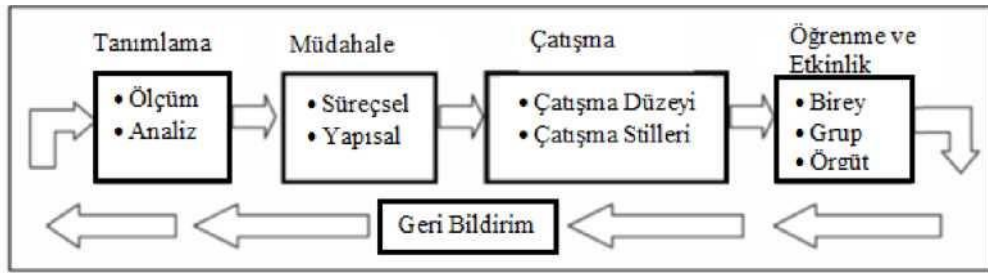 Tanımlama
• Ölçüm
• Analiz
Müdahale
• Süreçsel
• Yapısal
Çatışma
• Çatışma Düzeyi
• Çatışma Stilleri
Öğrenme ve
Etkinlik
• Birey
• Grup
• Örgüt
Geri Bildirim